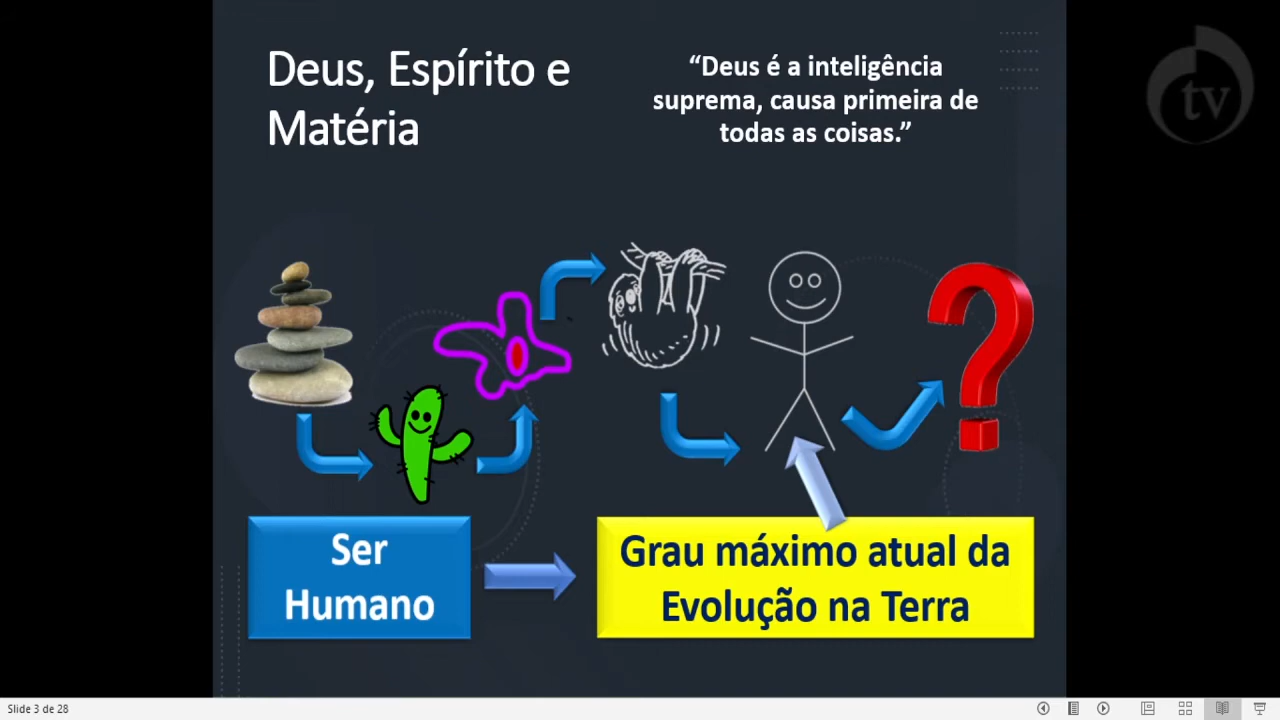 Deus, Espírito e
Matéria
“Deus é a inteligência
suprema, causa primeira de
todas as coisas.”
tv
Ser
Humano
Grau máximo atual da
Evolução na Terra
Slide 3 de 28